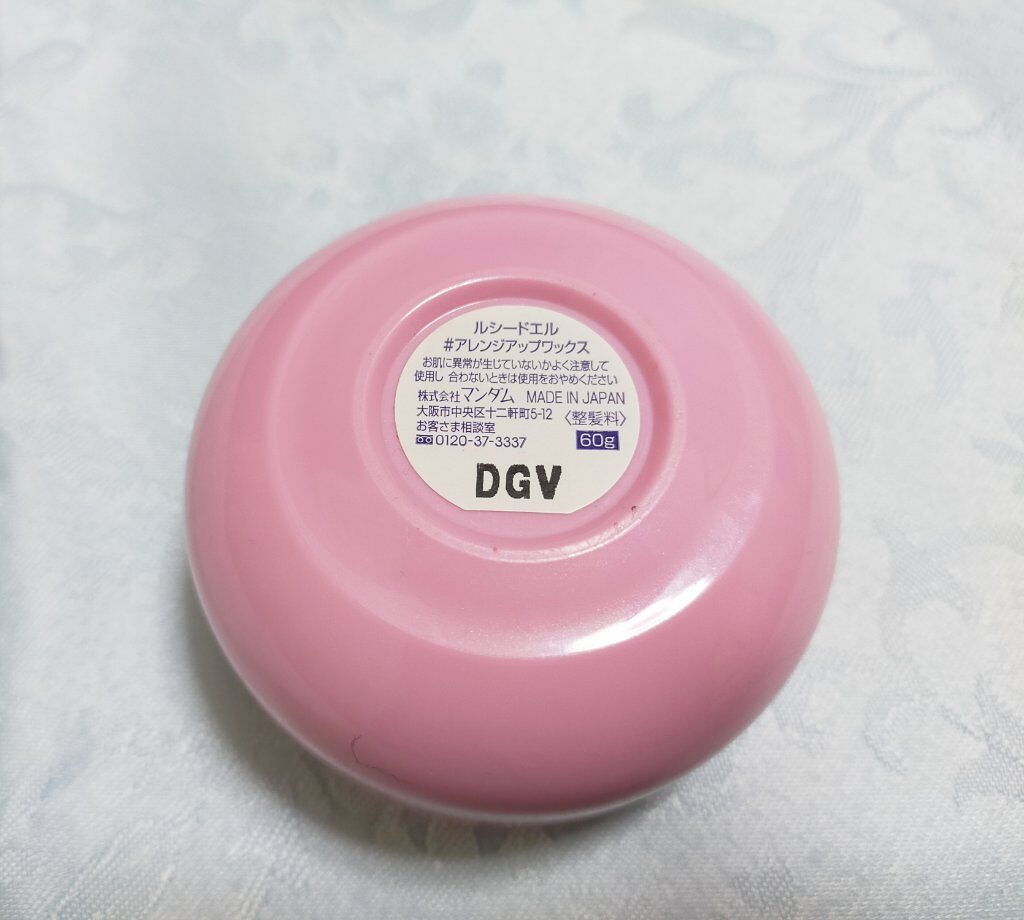 ルシードエル
#アレンジアップワックス
お肌に異常が生じていないかよく注意して
使用し 合わないときは使用をおやめください
株式会社マンダム MADE IN JAPAN
大阪市中央区十二軒町5-12 〈整髪料〉
お客さま相談室
0120-37-3337 60g
DGV